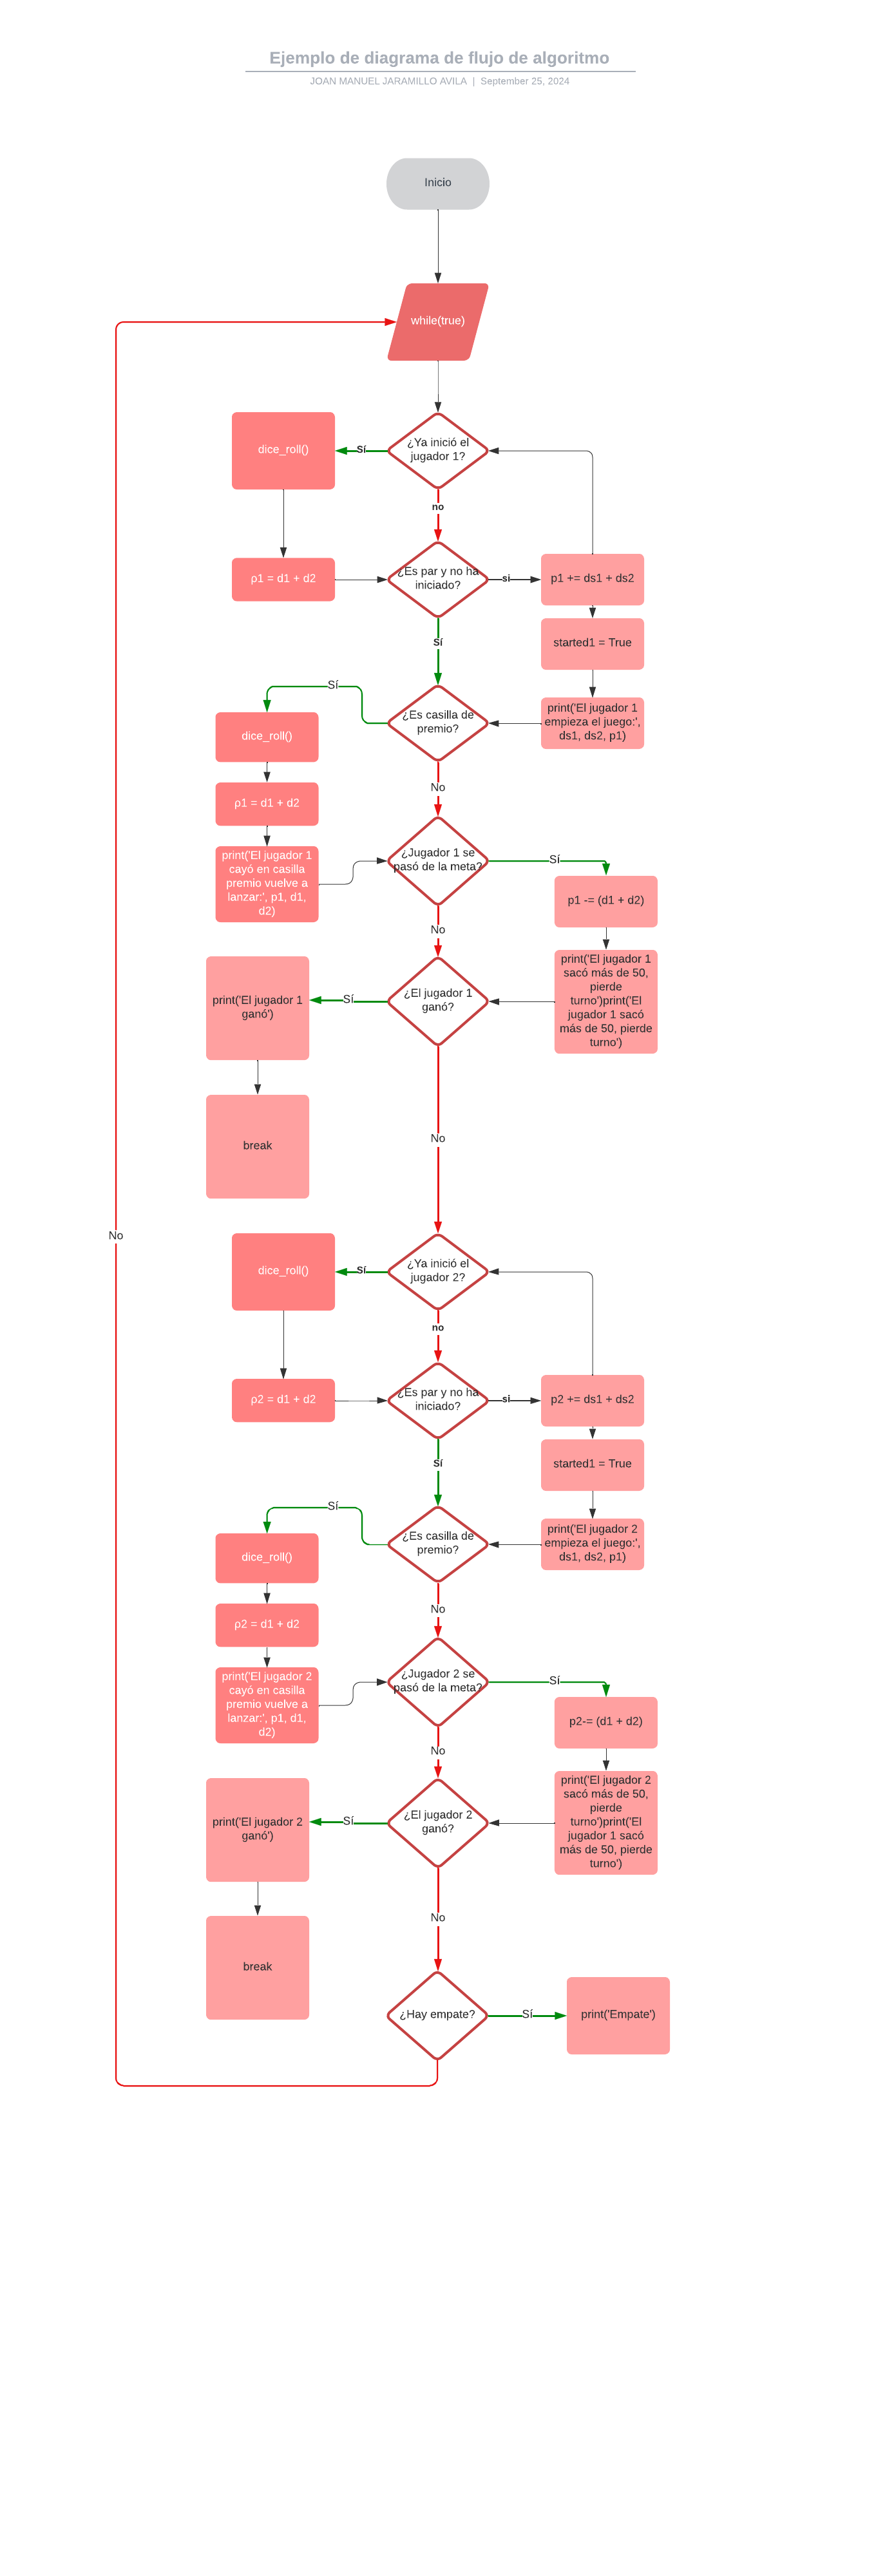 Ejemplo de diagrama de flujo de algoritmo
JOAN MANUEL JARAMILLO AVILA | September 25, 2024
Inicio
while(true)
dice_roll()
Sí
¿Ya inició el
jugador 1?
no
ρ1 = d1 + d2
¿Es par y no ha
iniciado?
si
p1 += ds1 + ds2
Sí
started1 = True
Sí
¿Es casilla de
premio?
print('El jugador 1
empieza el juego:',
ds1, ds2, p1)
dice_roll()
No
ρ1 = d1 + d2
print('El jugador 1
cayó en casilla
premio vuelve a
lanzar:', p1, d1,
d2)
¿Jugador 1 se
pasó de la meta?
Sí
p1 -= (d1 + d2)
No
print('El jugador 1
sacó más de 50,
pierde
turno')print('El
jugador 1 sacó
más de 50, pierde
turno')
print('El jugador 1
ganó')
Sí
¿El jugador 1
ganó?
No
break
No
dice_roll()
Sí
¿Ya inició el
jugador 2?
no
ρ2 = d1 + d2
¿Es par y no ha
iniciado?
si
p2 += ds1 + ds2
Sí
started1 = True
Sí
¿Es casilla de
premio?
print('El jugador 2
empieza el juego:',
ds1, ds2, p1)
dice_roll()
No
ρ2 = d1 + d2
print('El jugador 2
cayó en casilla
premio vuelve a
lanzar:', p1, d1,
d2)
¿Jugador 2 se
pasó de la meta?
Sí
p2-= (d1 + d2)
No
print('El jugador 2
sacó más de 50,
pierde
turno')print('El
jugador 1 sacó
más de 50, pierde
turno')
print('El jugador 2
ganó')
Sí
¿El jugador 2
ganó?
No
break
¿Hay empate?
Sí
print('Empate')